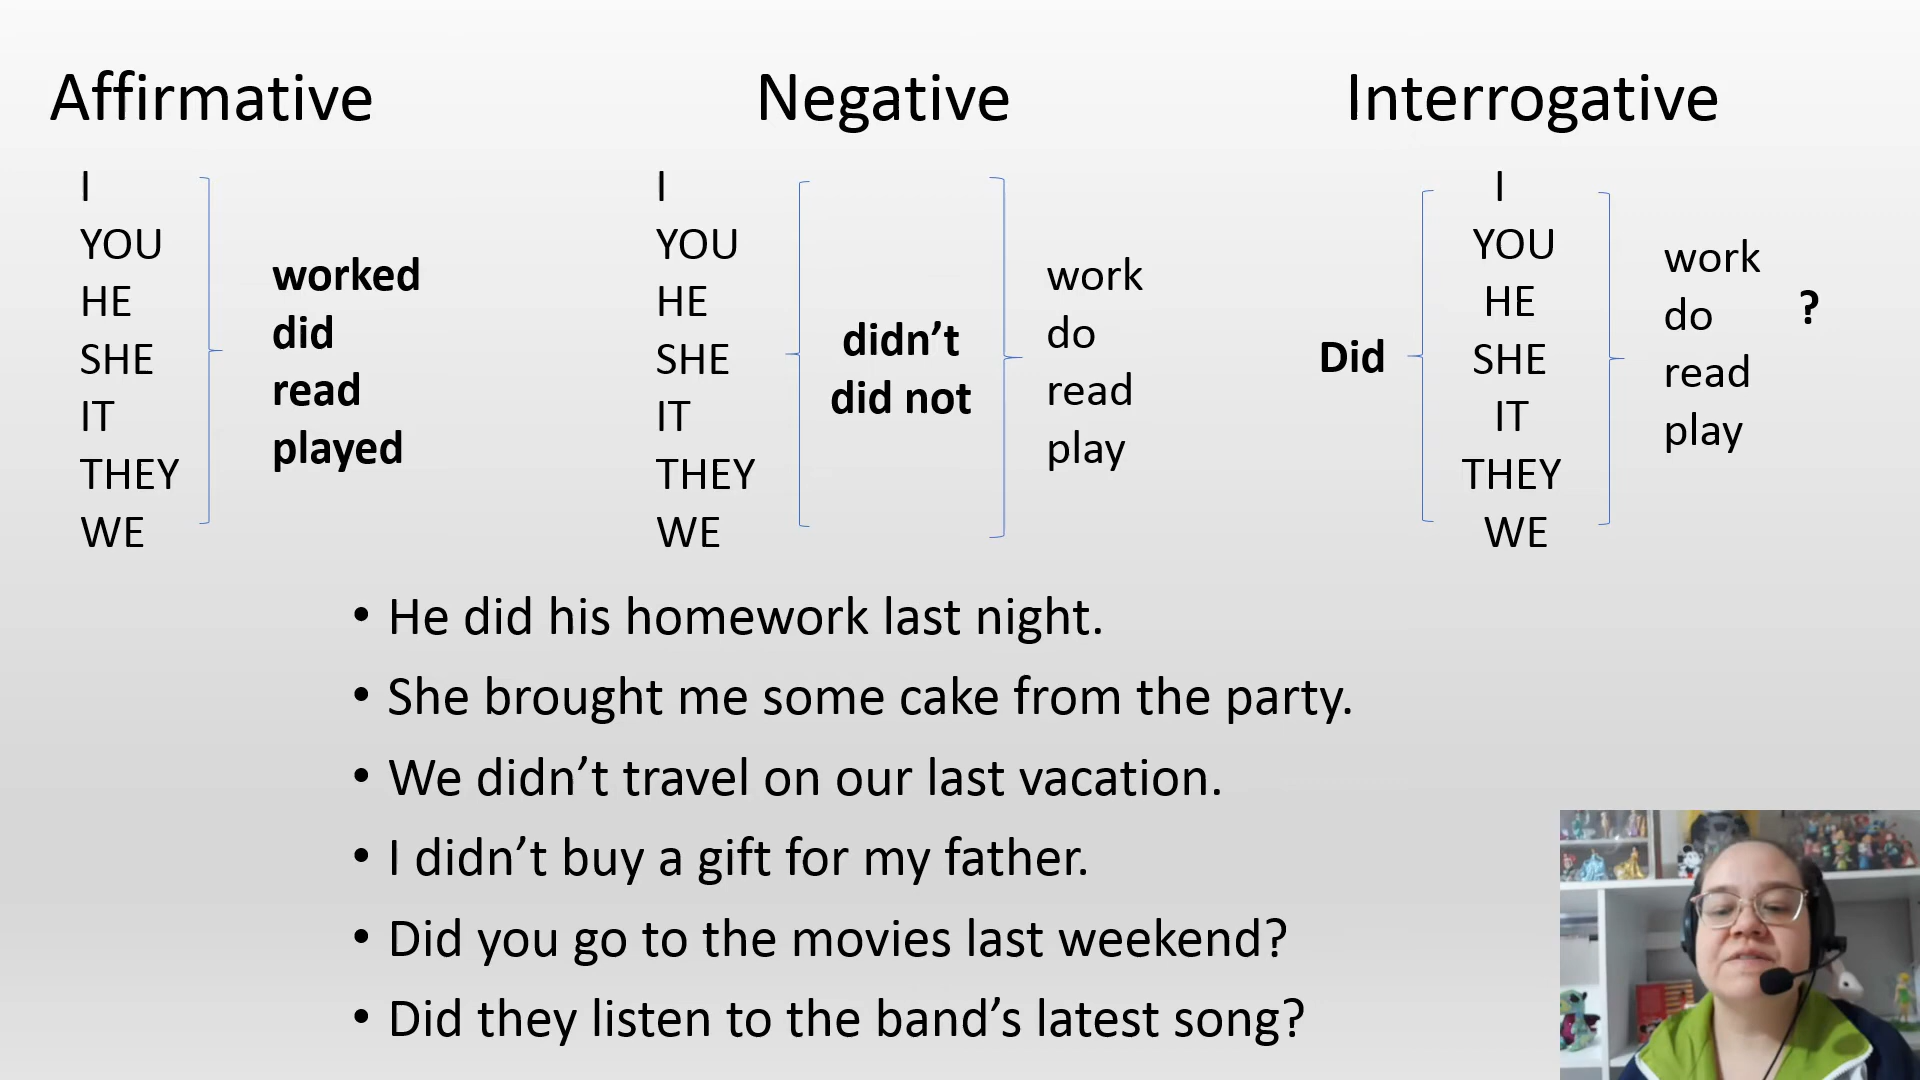 Affirmative
I
YOU
HE
SHE
IT
THEY
WE
worked
did
read
played
Negative
I
YOU
HE
SHE
IT
THEY
WE
didn’t
did not
work
do
read
play
Interrogative
Did
I
YOU
HE
SHE
IT
THEY
WE
work
do
read
play
?
• He did his homework last night.
• She brought me some cake from the party.
• We didn’t travel on our last vacation.
• I didn’t buy a gift for my father.
• Did you go to the movies last weekend?
• Did they listen to the band’s latest song?